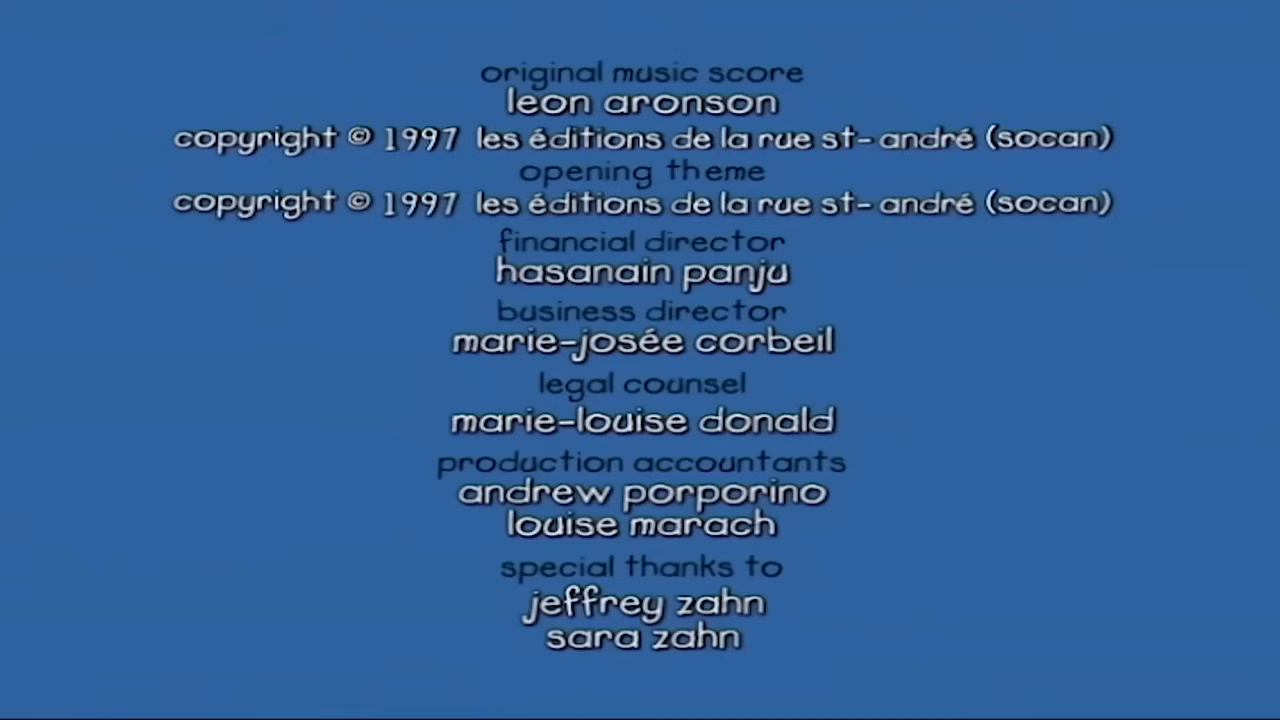 original music score
leon aronson
copyright © 1997 les éditions de la rue st-andré (socan)
opening theme
copyright © 1997 les éditions de la rue st-andré (socan)
financial director
hasanain panju
business director
marie-josée corbeil
legal counsel
marie-louise donald
production accountants
andrew porporino
louise marach
special thanks to
jeffrey zahn
sara zahn